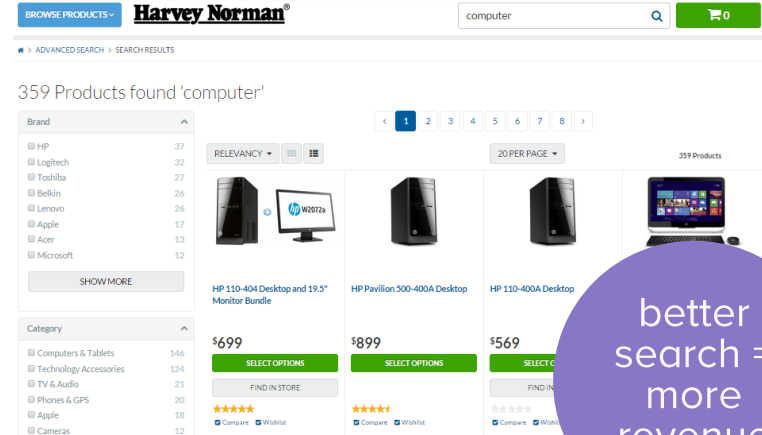 BROWSE PRODUCTS
Harvey Norman®
computer
0
ADVANCED SEARCH > SEARCH RESULTS
359 Products found 'computer'
Brand
HP 37
Logitech 32
Toshiba 27
Belkin 26
Lenovo 26
Apple 17
Acer 13
Microsoft 12
SHOW MORE
Category
Computers & Tablets 146
Technology Accessories 124
TV & Audio 21
Phones & GPS 20
Apple 18
Cameras 12
< 1 2 3 4 5 6 7 8 >
RELEVANCY
20 PER PAGE
359 Products
hp W2072a
HP 110-404 Desktop and 19.5"
Monitor Bundle
$699
SELECT OPTIONS
FIND IN STORE
Compare Wishlist
HP Pavilion 500-400A Desktop
$899
SELECT OPTIONS
Compare Wishlist
HP 110-400A Desktop
$569
SELECT
FIND IN
Compare
better
search =
more
revenue